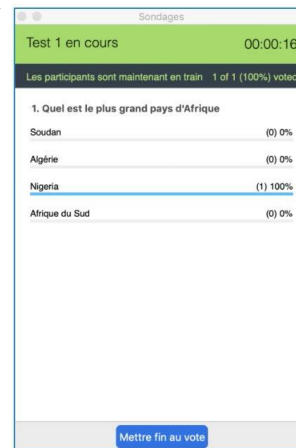 Sondages
Test 1 en cours 00:00:16
Les participants sont maintenant en train 1 of 1 (100%) voted
1. Quel est le plus grand pays d'Afrique
Soudan (0) 0%
Algérie (0) 0%
Nigeria (1) 100%
Afrique du Sud (0) 0%
Mettre fin au vote